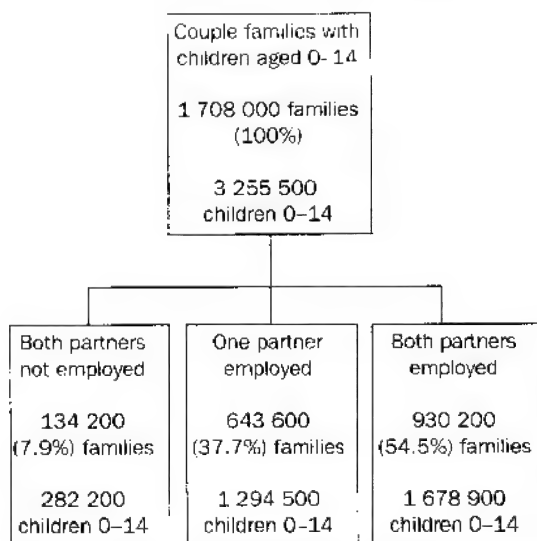 Couple families with
children aged 0-14
1 708 000 families
(100%)
3 255 500
children 0–14
Both partners
not employed
134 200
(7.9%) families
282 200
children 0–14
One partner
employed
643 600
(37.7%) families
1 294 500
children 0–14
Both partners
employed
930 200
(54.5%) families
1 678 900
children 0–14